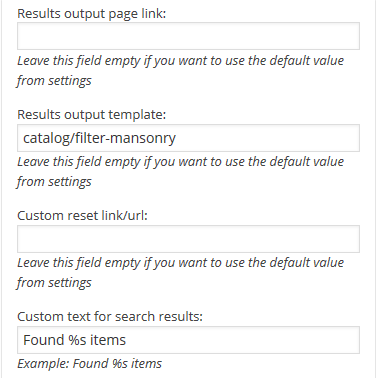 Results output page link:
Leave this field empty if you want to use the default value
from settings
Results output template:
catalog/filter-mansonry
Leave this field empty if you want to use the default value
from settings
Custom reset link/url:
Leave this field empty if you want to use the default value
from settings
Custom text for search results:
Found %s items
Example: Found %s items